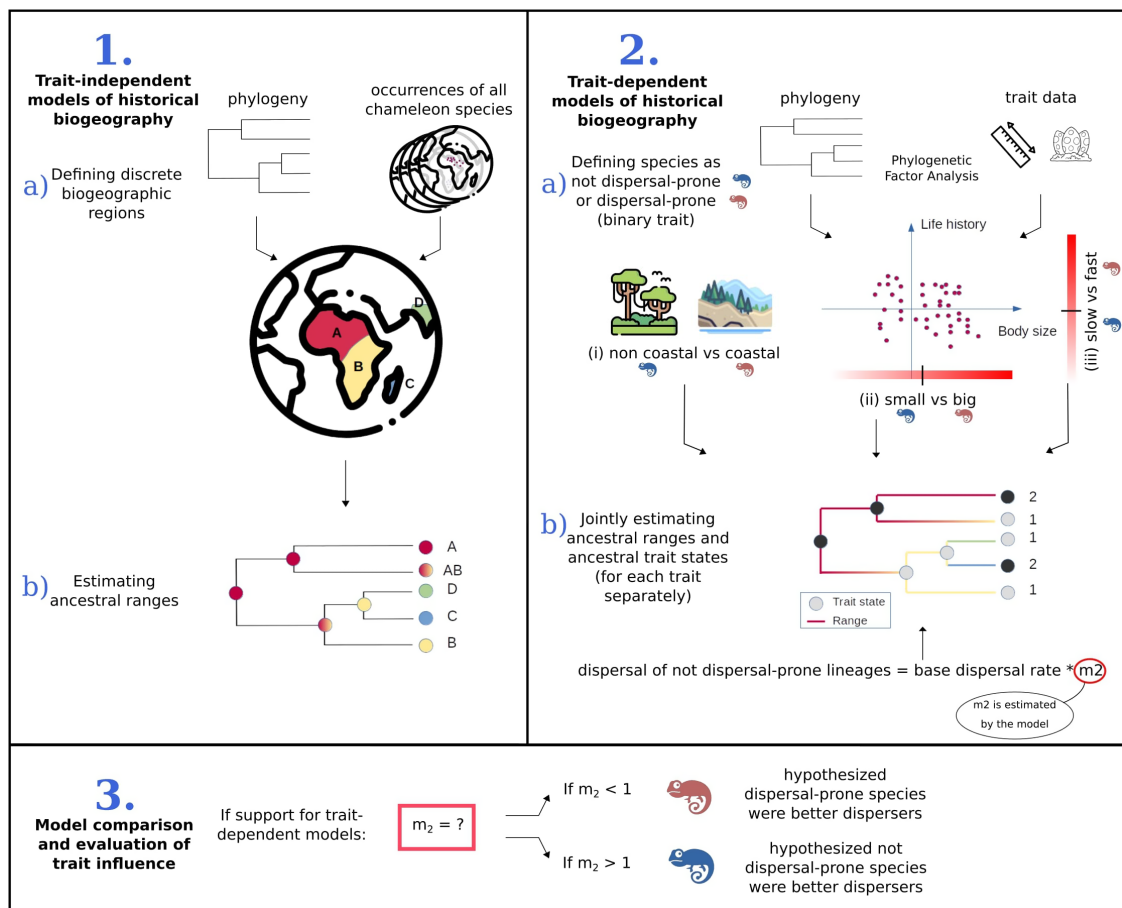 1.
Trait-independent
models of historical
biogeography
phylogeny
occurrences of all
chameleon species
a)
Defining discrete
biogeographic
regions
A
B
C
D
b)
Estimating
ancestral ranges
A
AB
D
C
B
2.
Trait-dependent
models of historical
biogeography
phylogeny
trait data
a)
Defining species as
not dispersal-prone
or dispersal-prone
(binary trait)
Phylogenetic
Factor Analysis
Life history
Body size
(i) non coastal vs coastal
(ii) small vs big
(iii) slow vs fast
b)
Jointly estimating
ancestral ranges and
ancestral trait states
(for each trait
separately)
2
1
1
2
1
Trait state
Range
dispersal of not dispersal-prone lineages = base dispersal rate * m2
m2 is estimated
by the model
3.
Model comparison
and evaluation of
trait influence
If support for trait-
dependent models:
m₂ = ?
If m₂ < 1
hypothesized
dispersal-prone species
were better dispersers
If m₂ > 1
hypothesized not
dispersal-prone species
were better dispersers